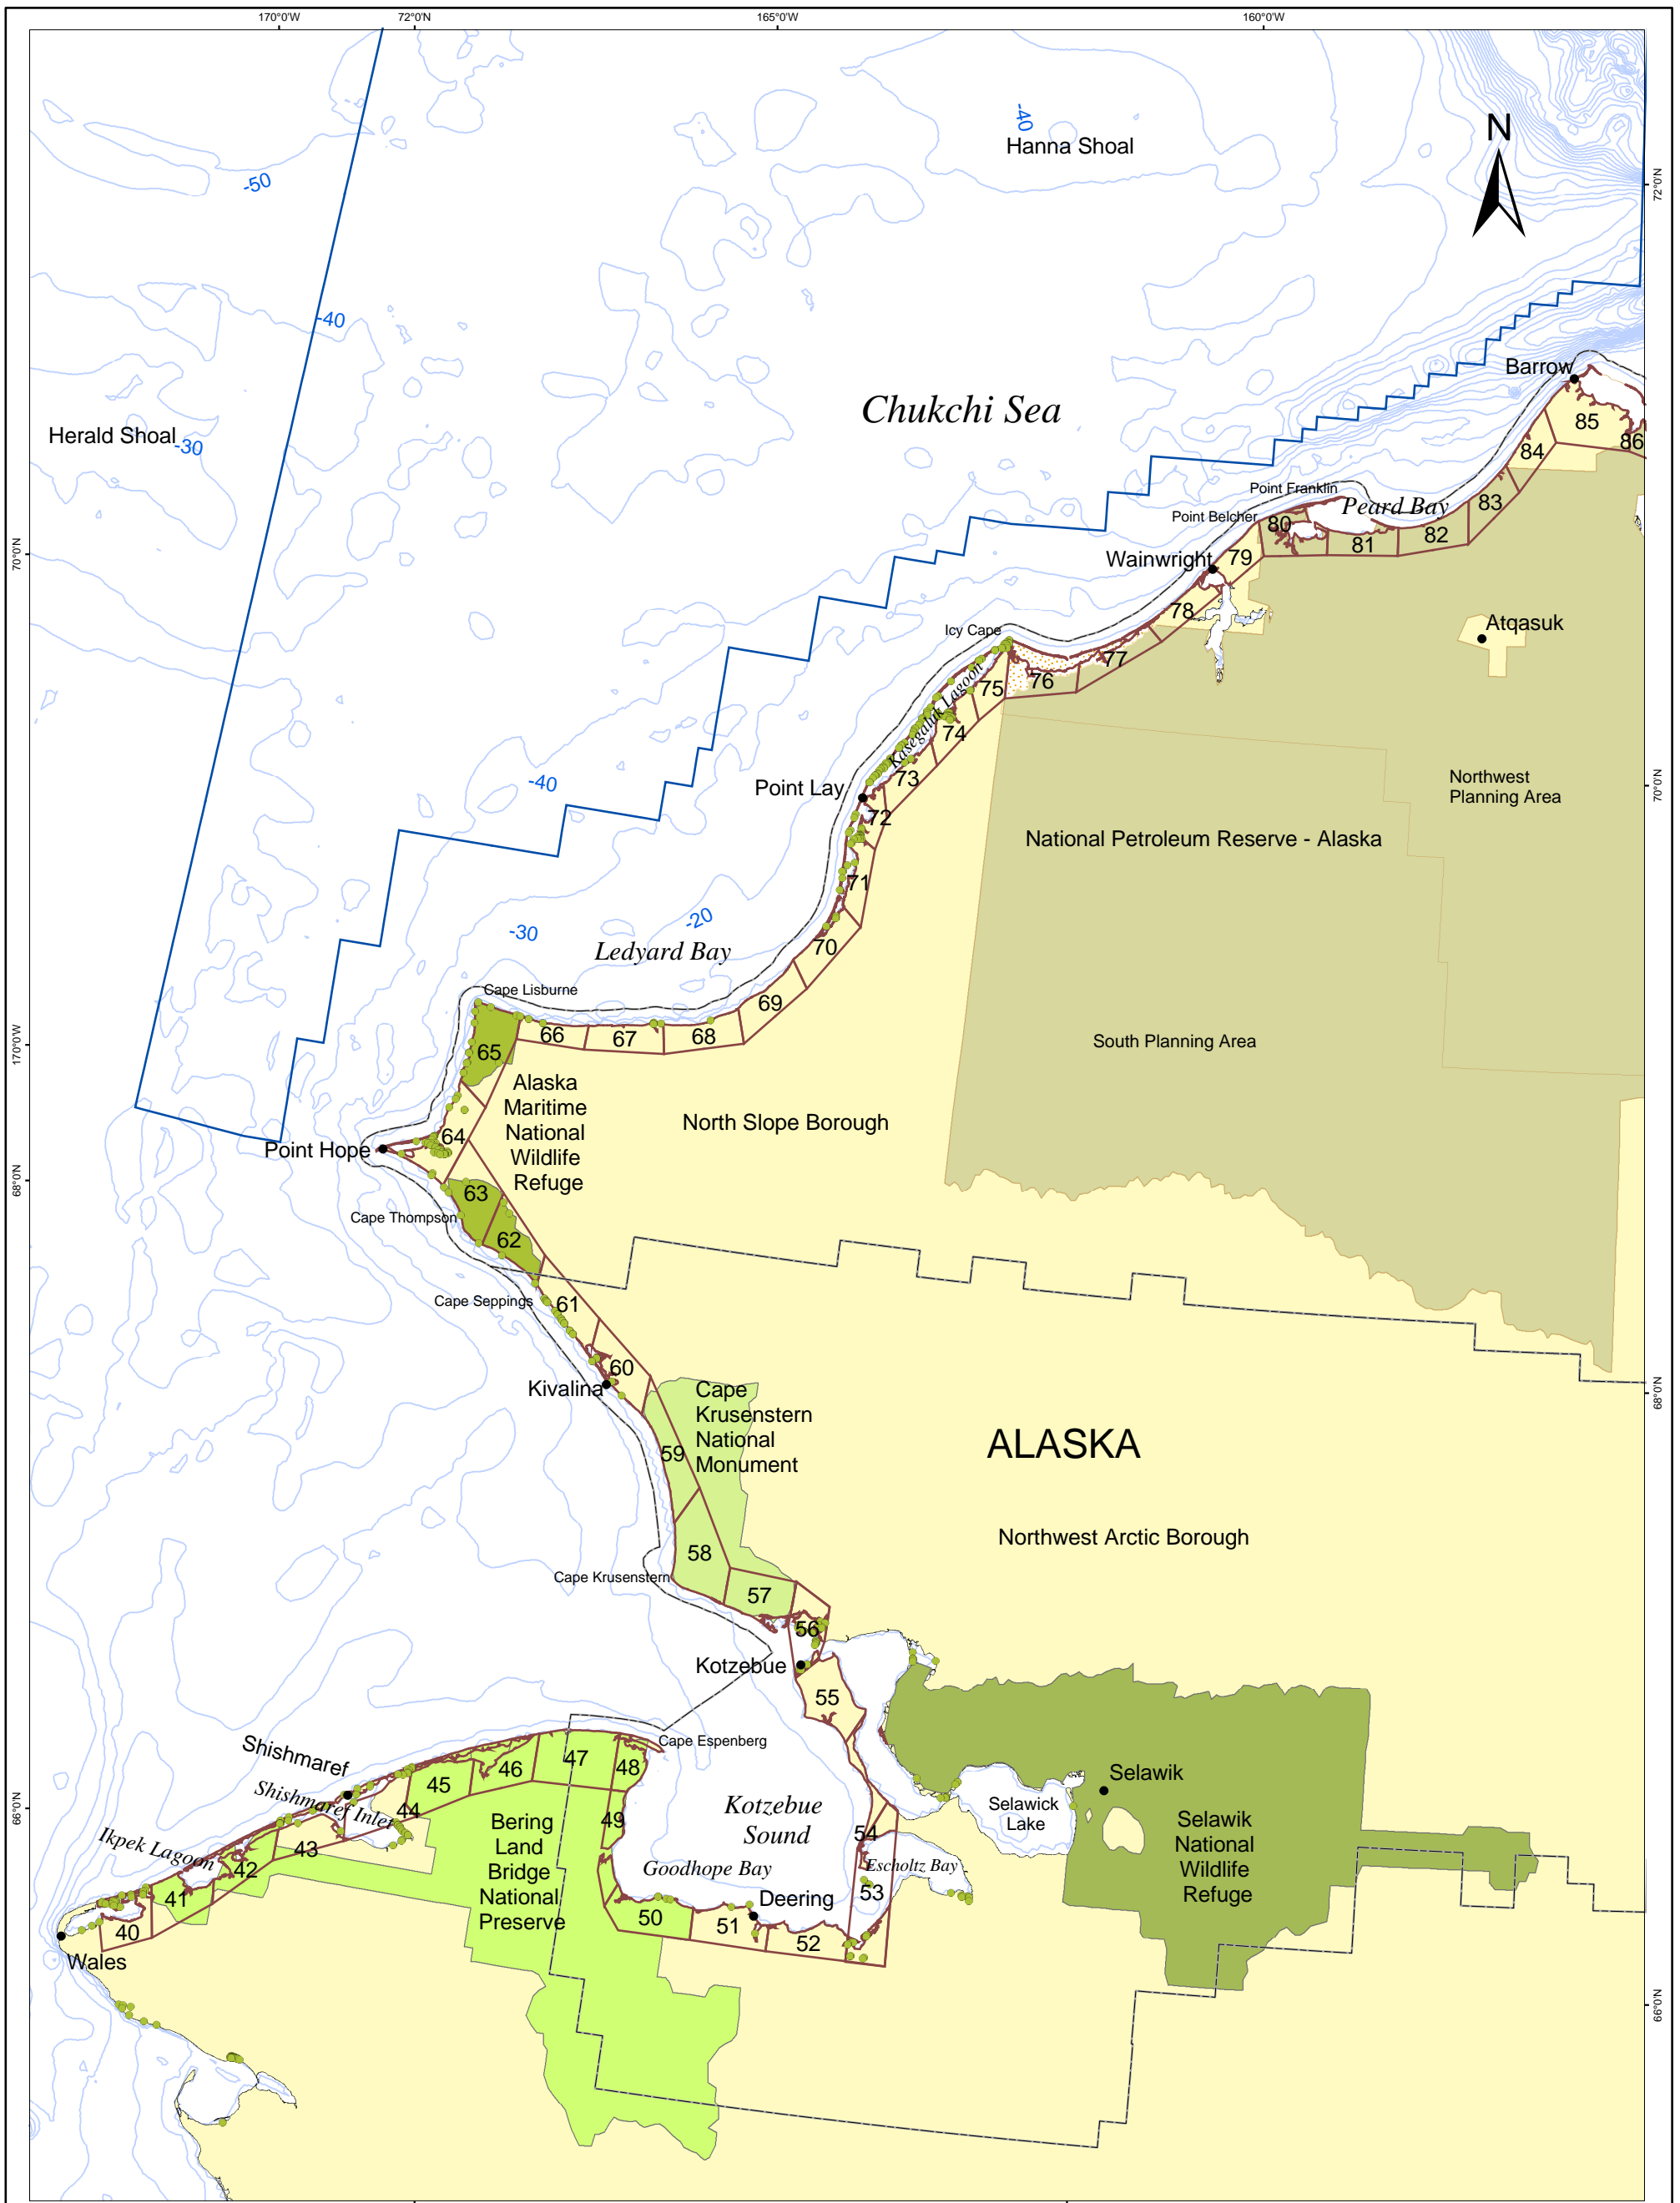 170°0'W
72°0'N
165°0'W
160°0'W
-40
Hanna Shoal
N
-50
72°0'N
-40
Barrow
Chukchi Sea
Herald Shoal
-30
85
86
84
Point Franklin
Peard Bay
83
Point Belcher
80
82
81
70°0'N
Wainwright
79
78
Atqasuk
Icy Cape
77
76
75
Kasegaluk Lagoon
74
73
70°0'N
-40
Point Lay
72
Northwest
Planning Area
National Petroleum Reserve - Alaska
71
-20
-30
70
Ledyard Bay
Cape Lisburne
69
66
67
68
170°0'W
65
South Planning Area
Alaska
Maritime
National
Wildlife
Refuge
North Slope Borough
64
Point Hope
68°0'N
63
Cape Thompson
62
Cape Seppings
61
60
Kivalina
68°0'N
Cape
Krusenstern
National
Monument
ALASKA
59
Northwest Arctic Borough
58
Cape Krusenstern
57
56
Kotzebue
55
Shishmaref
Cape Espenberg
47
46
48
45
Selawik
Shishmaref Inlet
44
Kotzebue
Sound
Selawick
Lake
66°0'N
49
Bering
Land
Bridge
National
Preserve
Selawik
National
Wildlife
Refuge
54
Ikpek Lagoon
43
42
Goodhope Bay
Escholtz Bay
41
53
Deering
50
51
40
52
Wales
66°0'N